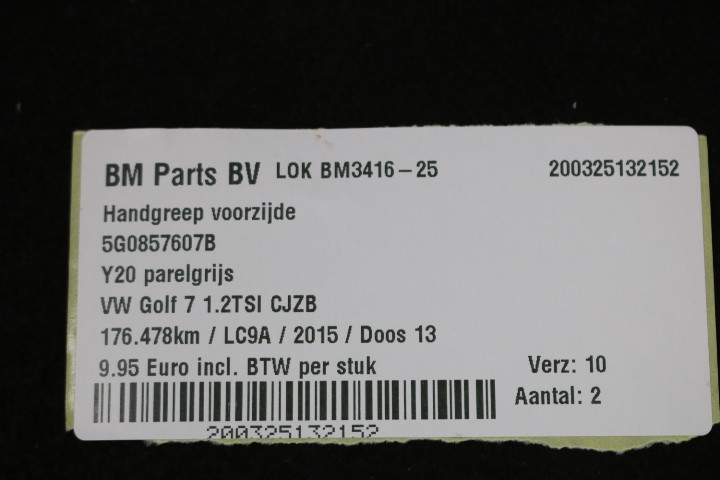 BM Parts BV LOK BM3416-25 200325132152
Handgreep voorzijde
5G0857607B
Y20 parelgrijs
VW Golf 7 1.2TSI CJZB
176.478km / LC9A / 2015 / Doos 13
9.95 Euro incl. BTW per stuk Verz: 10
Aantal: 2
200325132152